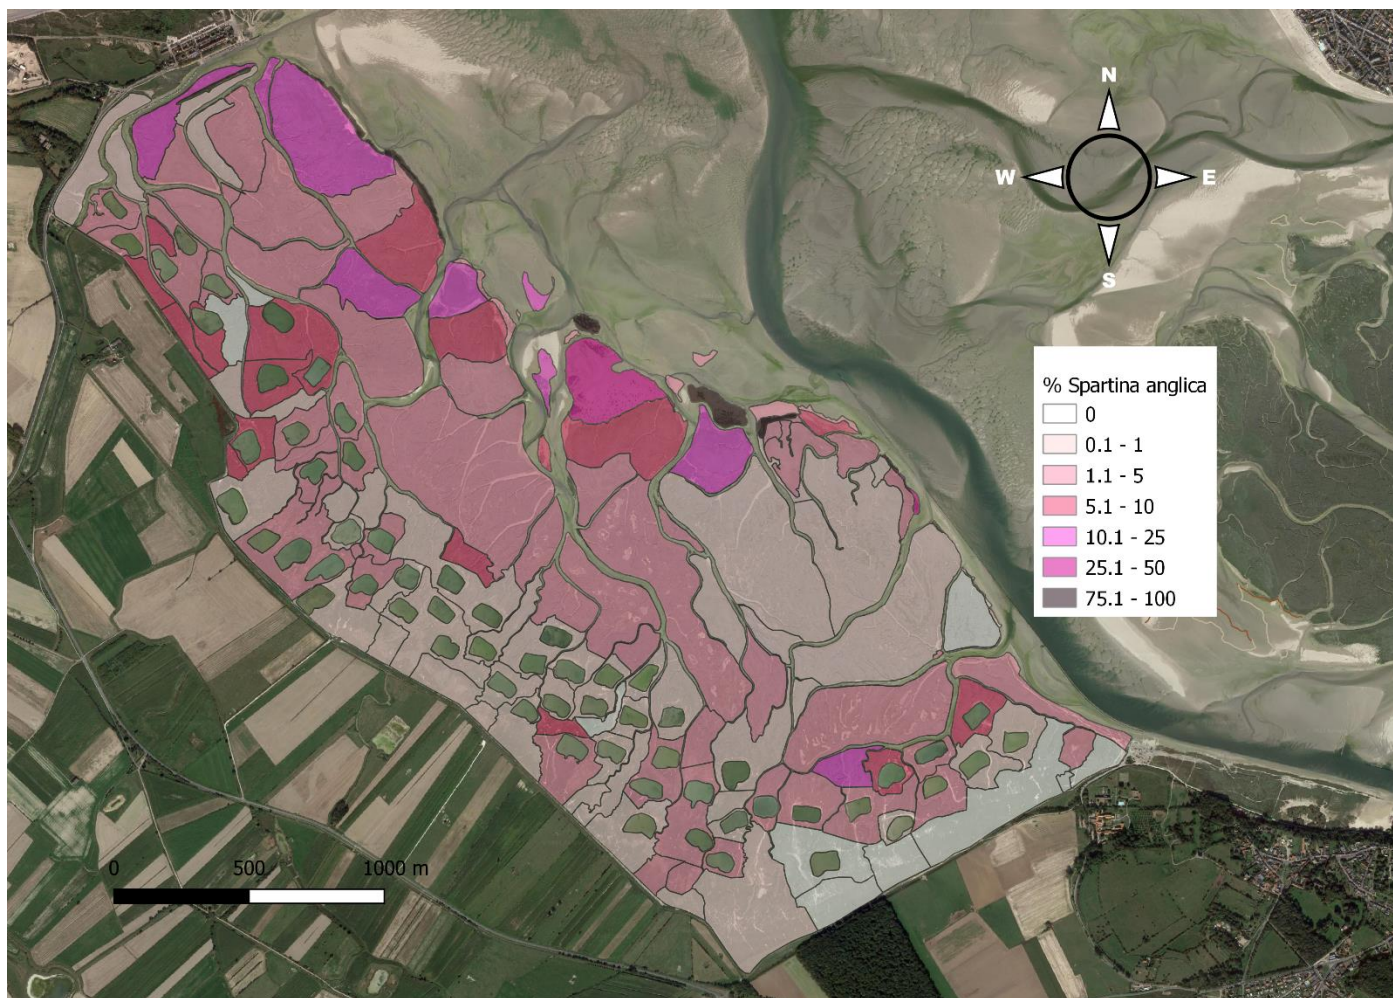 N
W
E
S
% Spartina anglica
0
0.1 - 1
1.1 - 5
5.1 - 10
10.1 - 25
25.1 - 50
75.1 - 100
0 500 1000 m